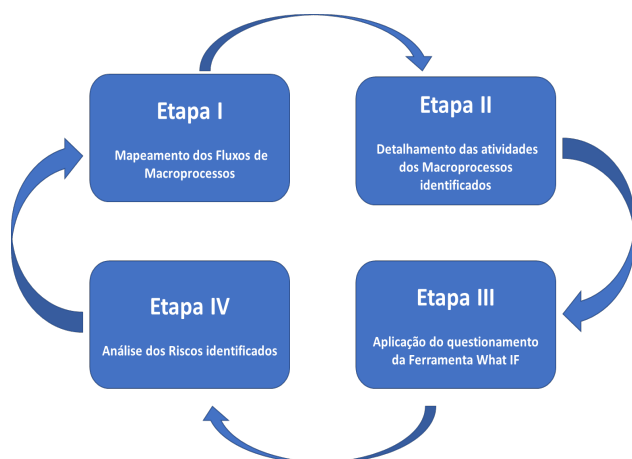 Etapa I
Mapeamento dos Fluxos de
Macroprocessos
Etapa II
Detalhamento das atividades
dos Macroprocessos
identificados
Etapa III
Aplicação do questionamento
da Ferramenta What IF
Etapa IV
Análise dos Riscos identificados